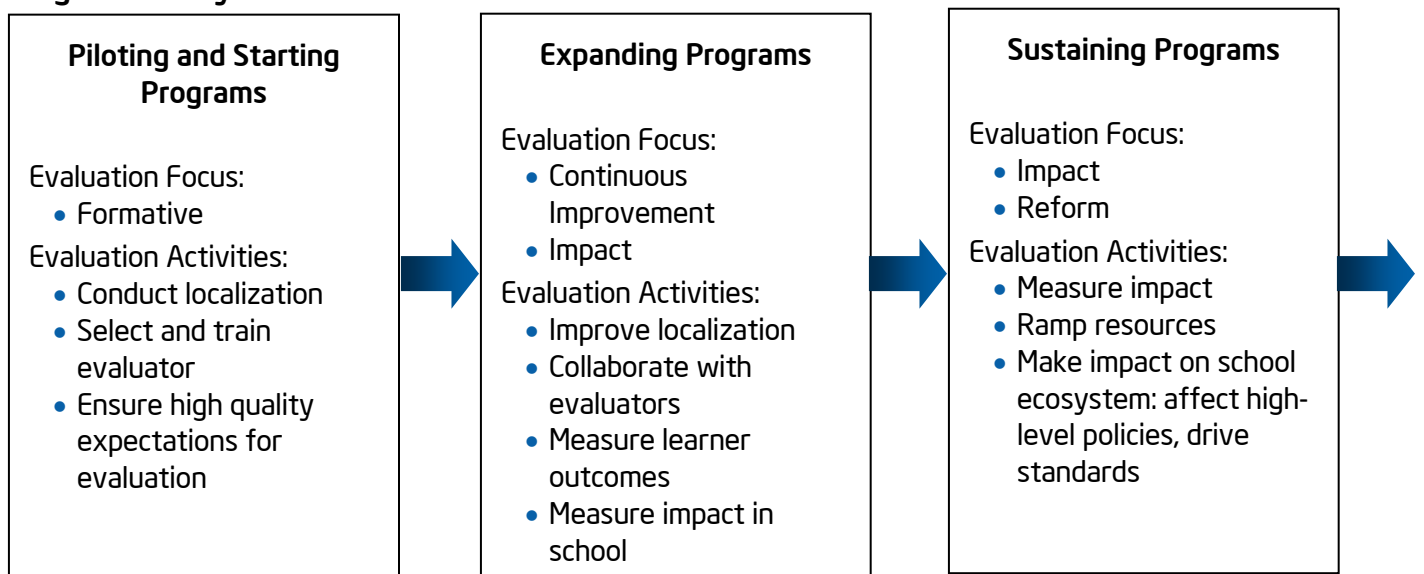 Piloting and Starting
Programs
Evaluation Focus:
• Formative
Evaluation Activities:
• Conduct localization
• Select and train
evaluator
• Ensure high quality
expectations for
evaluation
Expanding Programs
Evaluation Focus:
• Continuous
Improvement
• Impact
Evaluation Activities:
• Improve localization
• Collaborate with
evaluators
• Measure learner
outcomes
• Measure impact in
school
Sustaining Programs
Evaluation Focus:
• Impact
• Reform
Evaluation Activities:
• Measure impact
• Ramp resources
• Make impact on school
ecosystem: affect high-
level policies, drive
standards